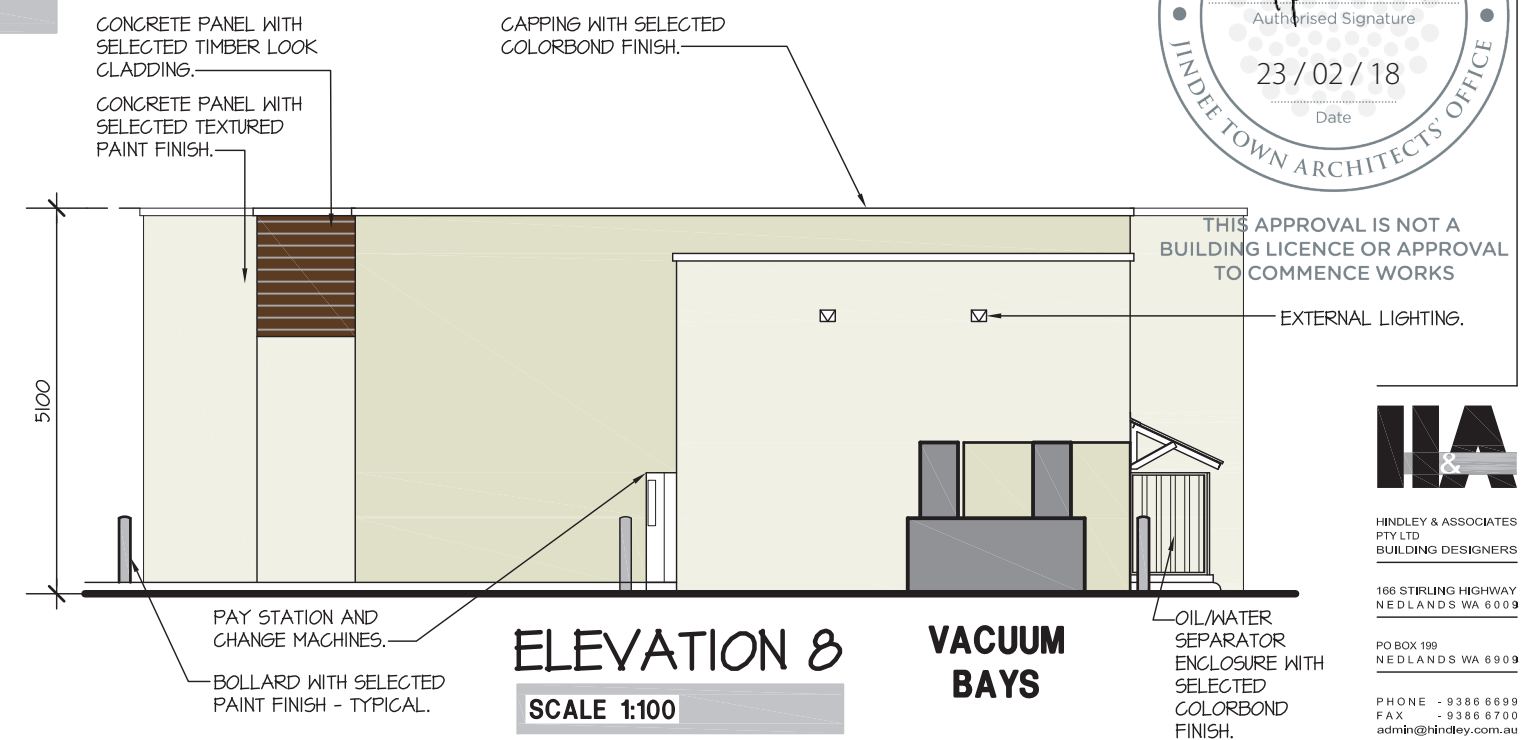 CONCRETE PANEL WITH
SELECTED TIMBER LOOK
CLADDING.
CONCRETE PANEL WITH
SELECTED TEXTURED
PAINT FINISH.
CAPPING WITH SELECTED
COLORBOND FINISH.
Authorised Signature
23 / 02 / 18
Date
JINDEE TOWN ARCHITECTS' OFFICE
THIS APPROVAL IS NOT A
BUILDING LICENCE OR APPROVAL
TO COMMENCE WORKS
EXTERNAL LIGHTING.
5100
PAY STATION AND
CHANGE MACHINES.
BOLLARD WITH SELECTED
PAINT FINISH - TYPICAL.
ELEVATION 8
SCALE 1:100
VACUUM
BAYS
OIL/WATER
SEPARATOR
ENCLOSURE WITH
SELECTED
COLORBOND
FINISH.
H&A
HINDLEY & ASSOCIATES
PTY LTD
BUILDING DESIGNERS
166 STIRLING HIGHWAY
NEDLANDS WA 6009
PO BOX 199
NEDLANDS WA 6909
PHONE - 9386 6699
FAX - 9386 6700
admin@hindley.com.au